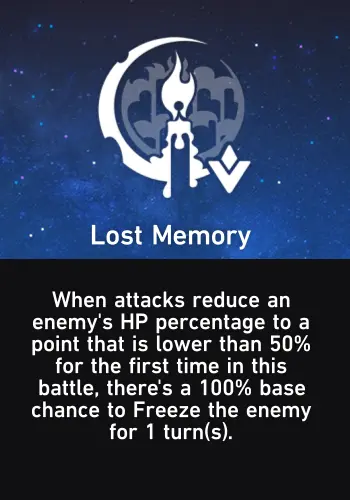 Lost Memory
When attacks reduce an
enemy's HP percentage to a
point that is lower than 50%
for the first time in this
battle, there's a 100% base
chance to Freeze the enemy
for 1 turn(s).